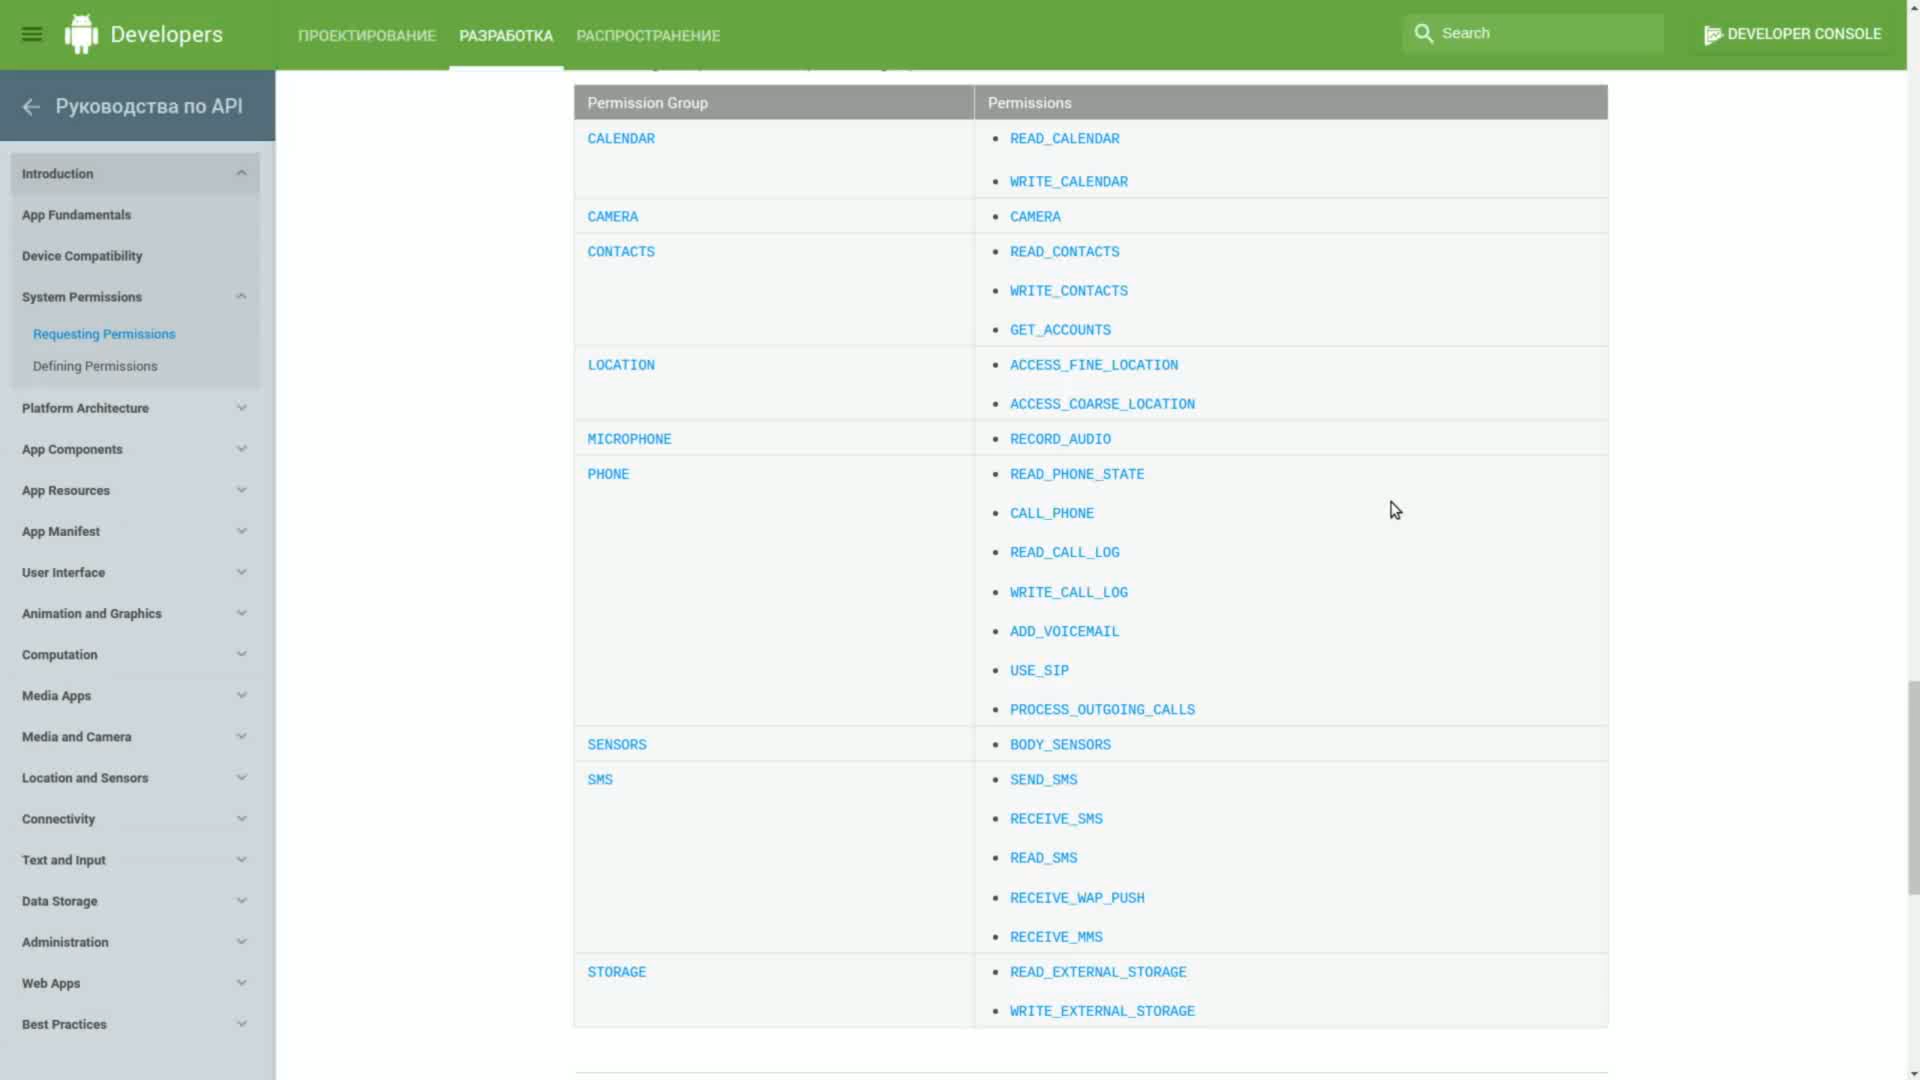 Developers
ПРОЕКТИРОВАНИЕ
РАЗРАБОТКА
РАСПРОСТРАНЕНИЕ
Search
DEVELOPER CONSOLE
Руководства по API
Introduction
App Fundamentals
Device Compatibility
System Permissions
Requesting Permissions
Defining Permissions
Platform Architecture
App Components
App Resources
App Manifest
User Interface
Animation and Graphics
Computation
Media Apps
Media and Camera
Location and Sensors
Connectivity
Text and Input
Data Storage
Administration
Web Apps
Best Practices
Permission Group Permissions
CALENDAR
READ_CALENDAR
WRITE_CALENDAR
CAMERA
CAMERA
CONTACTS
READ_CONTACTS
WRITE_CONTACTS
GET_ACCOUNTS
LOCATION
ACCESS_FINE_LOCATION
ACCESS_COARSE_LOCATION
MICROPHONE
RECORD_AUDIO
PHONE
READ_PHONE_STATE
CALL_PHONE
READ_CALL_LOG
WRITE_CALL_LOG
ADD_VOICEMAIL
USE_SIP
PROCESS_OUTGOING_CALLS
SENSORS
BODY_SENSORS
SMS
SEND_SMS
RECEIVE_SMS
READ_SMS
RECEIVE_WAP_PUSH
RECEIVE_MMS
STORAGE
READ_EXTERNAL_STORAGE
WRITE_EXTERNAL_STORAGE